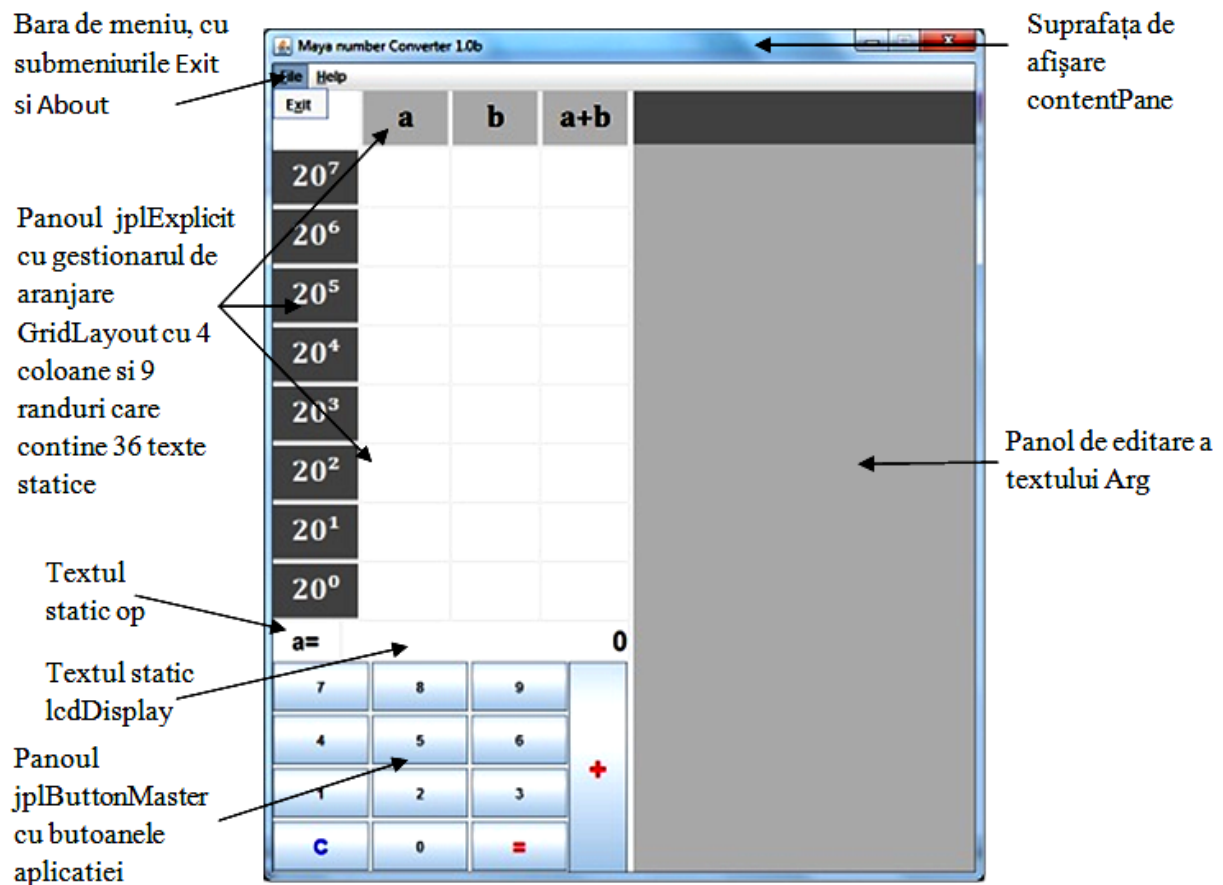 Bara de meniu, cu
submeniurile Exit
si About
Suprafața de
afișare
contentPane
Maya number Converter 1.0b
File Help
Exit
a b a+b
20⁷
20⁶
20⁵
20⁴
20³
20²
20¹
20⁰
Panoul jplExplicit
cu gestionarul de
aranjare
GridLayout cu 4
coloane si 9
randuri care
contine 36 texte
statice
Panol de editare a
textului Arg
Textul
static op
a= 0
Textul static
lcdDisplay
7 8 9
4 5 6 +
1 2 3
C 0 =
Panoul
jplButtonMaster
cu butoanele
aplicatiei